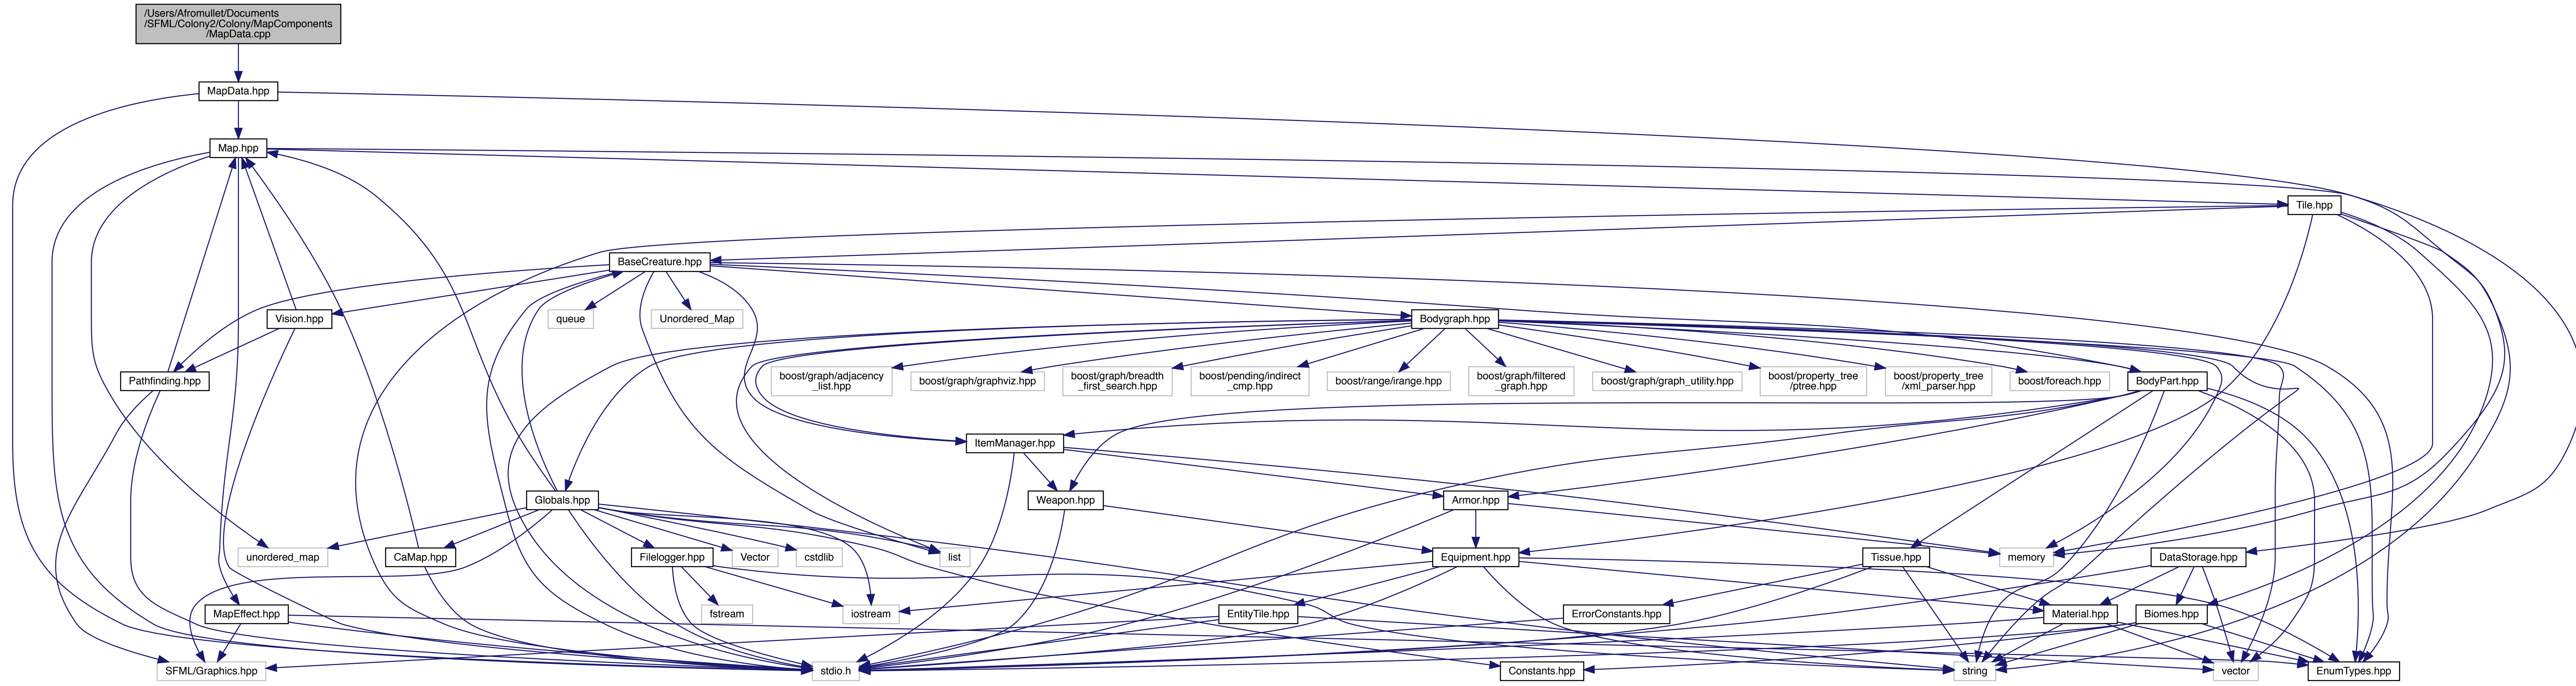 /Users/Afromullet/Documents
/SFML/Colony2/Colony/MapComponents
/MapData.cpp
MapData.hpp
Map.hpp
Tile.hpp
BaseCreature.hpp
Vision.hpp
queue
Unordered_Map
Bodygraph.hpp
Pathfinding.hpp
boost/graph/adjacency
_list.hpp
boost/graph/graphviz.hpp
boost/graph/breadth
_first_search.hpp
boost/pending/indirect
_cmp.hpp
boost/range/irange.hpp
boost/graph/filtered
_graph.hpp
boost/graph/graph_utility.hpp
boost/property_tree
/ptree.hpp
boost/property_tree
/xml_parser.hpp
boost/foreach.hpp
BodyPart.hpp
ItemManager.hpp
Globals.hpp
Weapon.hpp
Armor.hpp
unordered_map
CaMap.hpp
Filelogger.hpp
Vector
cstdlib
list
Equipment.hpp
Tissue.hpp
memory
DataStorage.hpp
MapEffect.hpp
fstream
iostream
EntityTile.hpp
ErrorConstants.hpp
Material.hpp
Biomes.hpp
SFML/Graphics.hpp
stdio.h
Constants.hpp
string
vector
EnumTypes.hpp